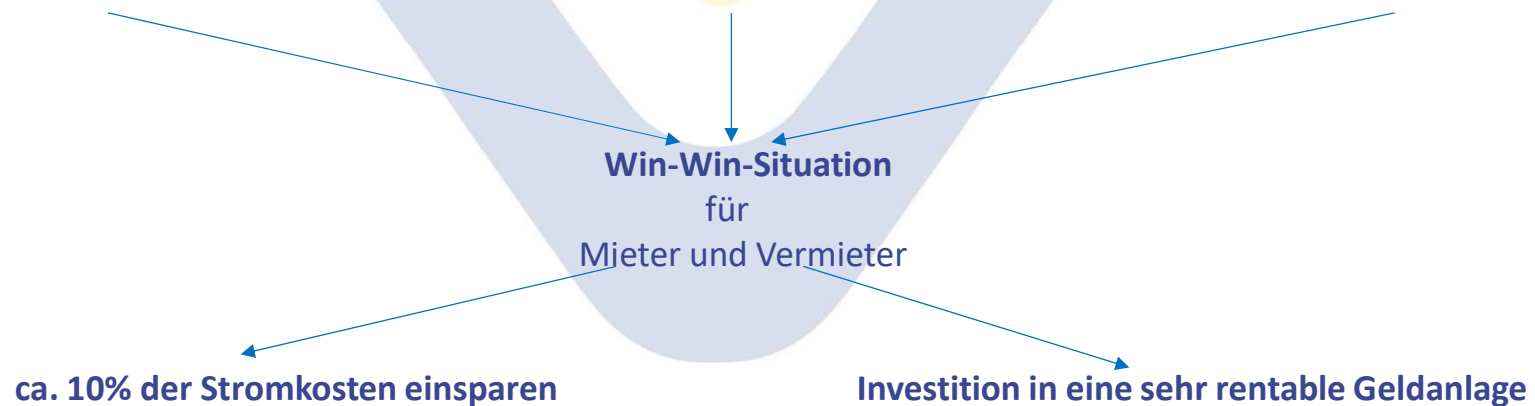 Win-Win-Situation
für
Mieter und Vermieter
ca. 10% der Stromkosten einsparen
Investition in eine sehr rentable Geldanlage